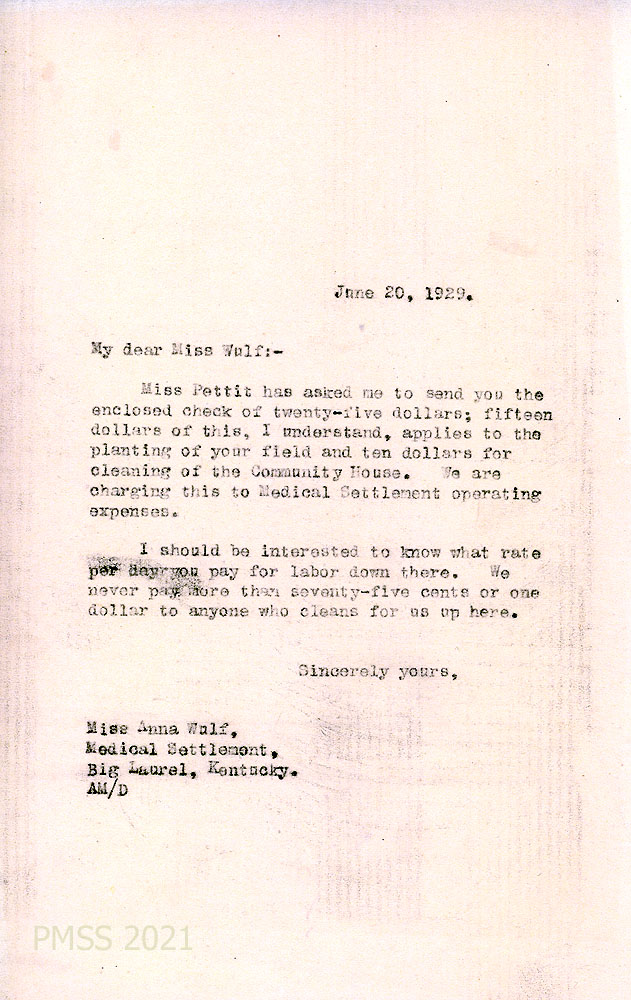 June 20, 1929.
My dear Miss Wulf:-
Miss Pettit has asked me to send you the
enclosed check of twenty-five dollars; fifteen
dollars of this, I understand, applies to the
planting of your field and ten dollars for
cleaning of the Community House. We are
charging this to Medical Settlement operating
expenses.
I should be interested to know what rate
per day you pay for labor down there. We
never pay more than seventy-five cents or one
dollar to anyone who cleans for us up here.
Sincerely yours,
Miss Anna Wulf,
Medical Settlement,
Big Laurel, Kentucky.
AM/D
PMSS 2021